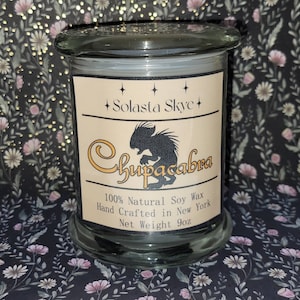 Solasta Skye
Chupacabra
100% Natural Soy Wax
Hand Crafted in New York
Net Weight 9oz